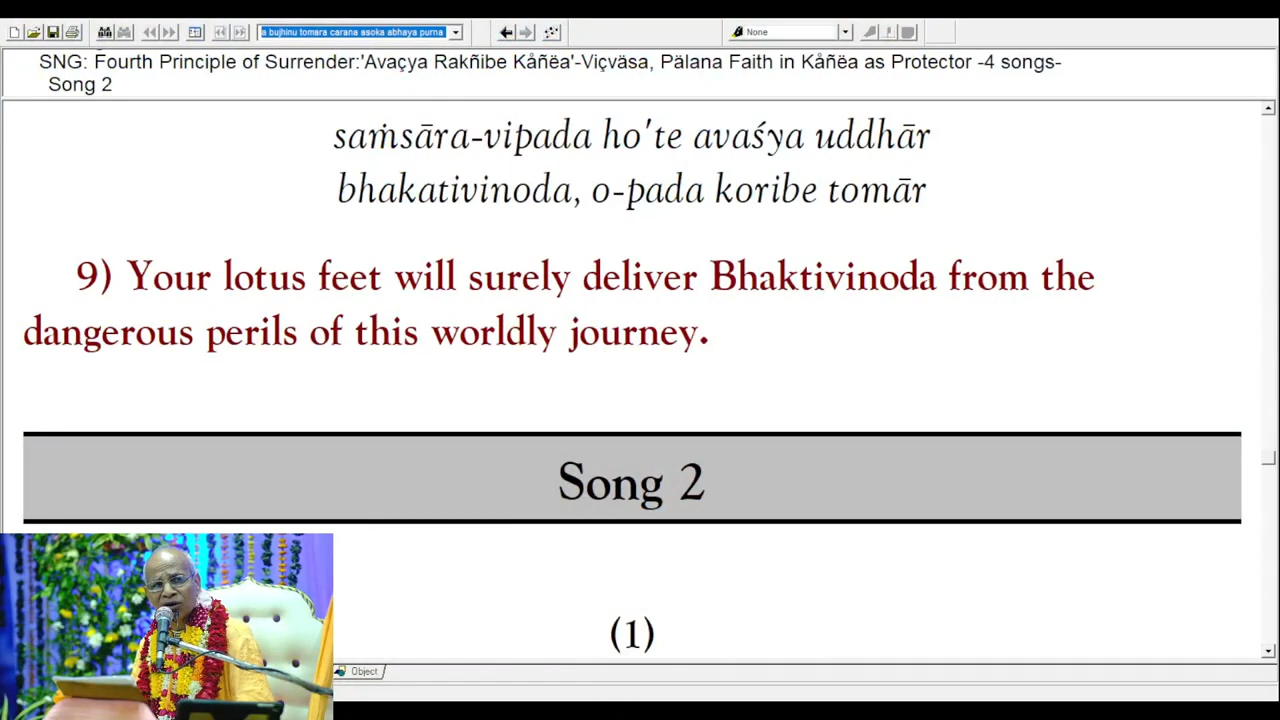 a bujhinu tomara carana asoka abhaya purna
None
SNG: Fourth Principle of Surrender:'Avaçya Rakñibe Kåñëa'-Viçväsa, Pälana Faith in Kåñëa as Protector -4 songs-
Song 2
saṁsāra-vipada ho'te avaśya uddhār
bhakativinoda, o-pada koribe tomār
9) Your lotus feet will surely deliver Bhaktivinoda from the
dangerous perils of this worldly journey.
Song 2
(1)
Object